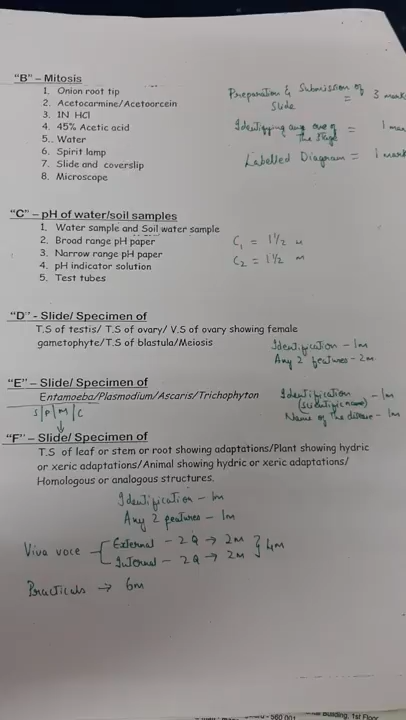 "B" – Mitosis
1. Onion root tip
2. Acetocarmine/Acetoorcein
3. 1N HCl
4. 45% Acetic acid
5.. Water
6. Spirit lamp
7. Slide and coverslip
8. Microscope
Preparation & Submission of
Slide = 3 mark
Identifying any one of
the stage = 1 mar
Labelled Diagram = 1 mark
"C" – pH of water/soil samples
1. Water sample and Soil water sample
2. Broad range pH paper
3. Narrow range pH paper
4. pH indicator solution
5. Test tubes
C₁ = 1½ m
C₂ = 1½ m
"D"- Slide/ Specimen of
T.S of testis/ T.S of ovary/ V.S of ovary showing female
gametophyte/T.S of blastula/Meiosis
Identification – 1m
Any 2 features – 2m.
"E" – Slide/ Specimen of
Entamoeba/Plasmodium/Ascaris/Trichophyton
S|P|M|C
Identification – 1m
(scientific name)
Name of the disease – 1m
"F" – Slide/ Specimen of
T.S of leaf or stem or root showing adaptations/Plant showing hydric
or xeric adaptations/Animal showing hydric or xeric adaptations/
Homologous or analogous structures.
Identification – 1m
Any 2 features – 1m
Viva voce External – 2Q → 2m
Internal – 2Q → 2m } 4m
Practicals → 6m
560 001
Building, 1st Floor